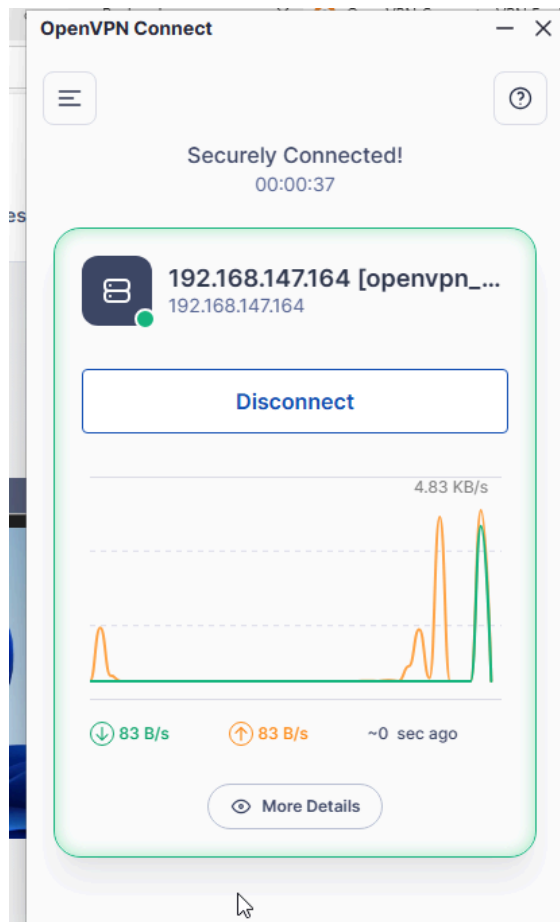 OpenVPN Connect
Securely Connected!
00:00:37
es
192.168.147.164 [openvpn_...
192.168.147.164
Disconnect
4.83 KB/s
83 B/s 83 B/s ~0 sec ago
More Details